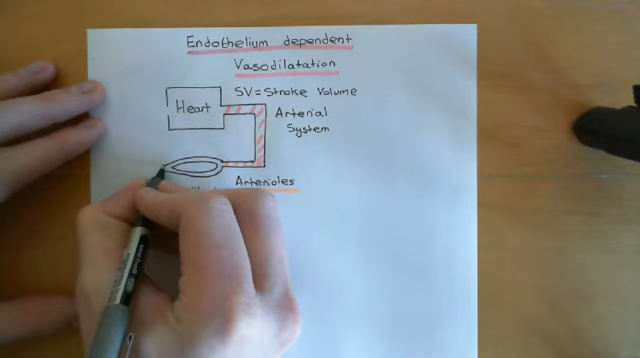 Endothelium dependent
Vasodilatation
SV = Stroke Volume
Heart
Arterial
System
Arterioles